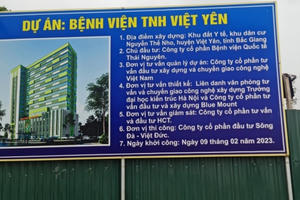 DỰ ÁN: BỆNH VIỆN TNH VIỆT YÊN
1. Địa điểm xây dựng: Khu đất Y tế, khu dân cư
Nguyễn Thế Nho, huyện Việt Yên, tỉnh Bắc Giang
2. Chủ đầu tư: Công ty cổ phần Bệnh viện Quốc tế
Thái Nguyên.
3. Đơn vị tư vấn quản lý dự án: Công ty cổ phần
tư vấn đầu tư xây dựng và chuyển giao công nghệ
Việt Nam
4. Đơn vị tư vấn thiết kế: Liên danh văn phòng tư
vấn và chuyển giao công nghệ xây dựng Trường
đại học kiến trúc Hà Nội và Công ty cổ phần tư
vấn đầu tư và xây dựng Blue Mount
5. Đơn vị tư vấn giám sát: Công ty cổ phần tư vấn
và đầu tư HCT.
6. Đơn vị thi công: Công ty cổ phần đầu tư Sông
Đà - Việt Đức.
7. Ngày khởi công: Ngày 09 tháng 02 năm 2023.